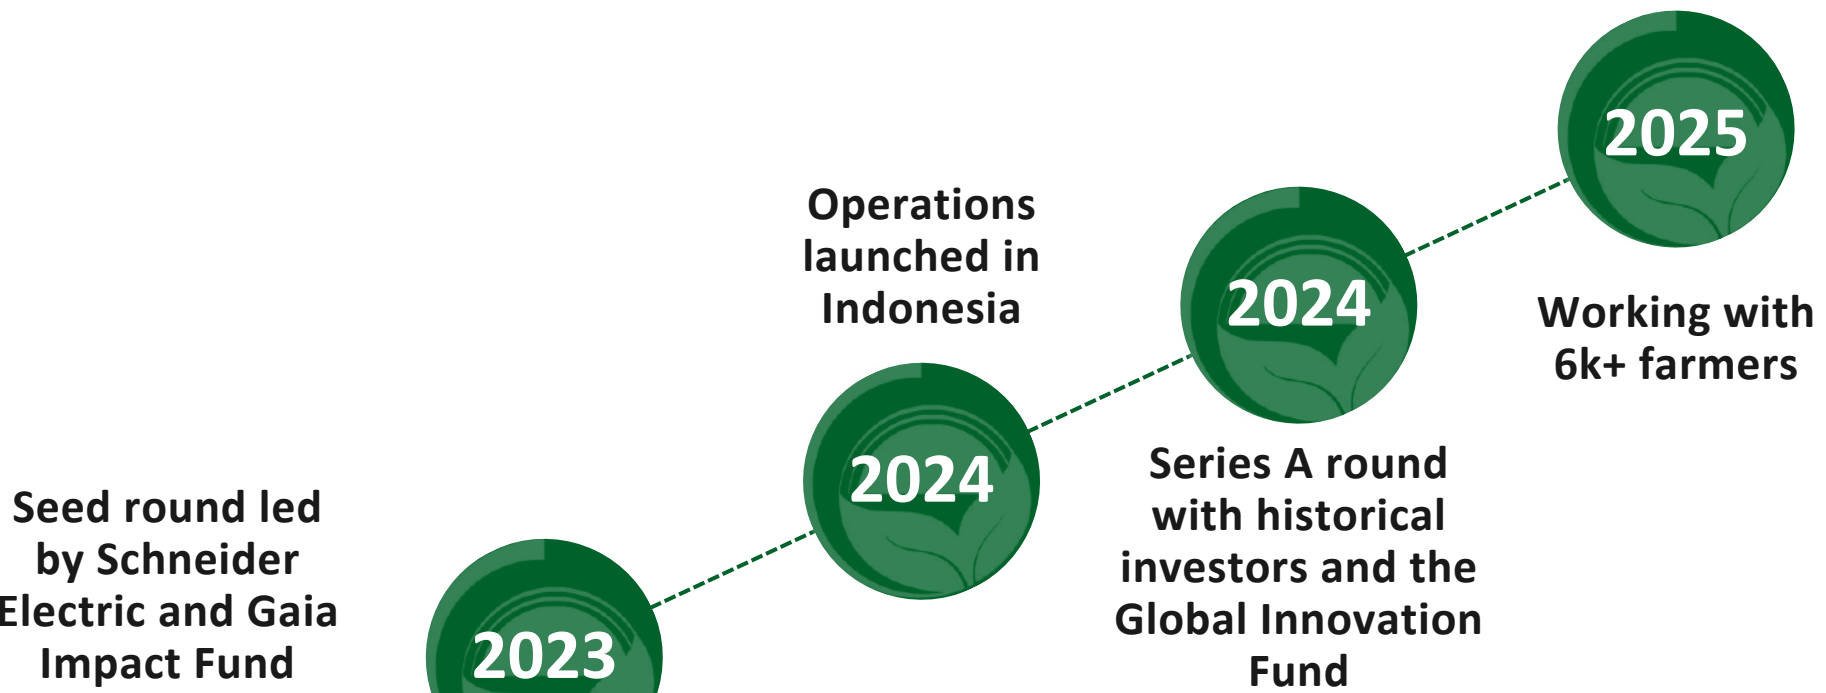 Seed round led
by Schneider
Electric and Gaia
Impact Fund
2023
Operations
launched in
Indonesia
2024
2024
Series A round
with historical
investors and the
Global Innovation
Fund
2025
Working with
6k+ farmers